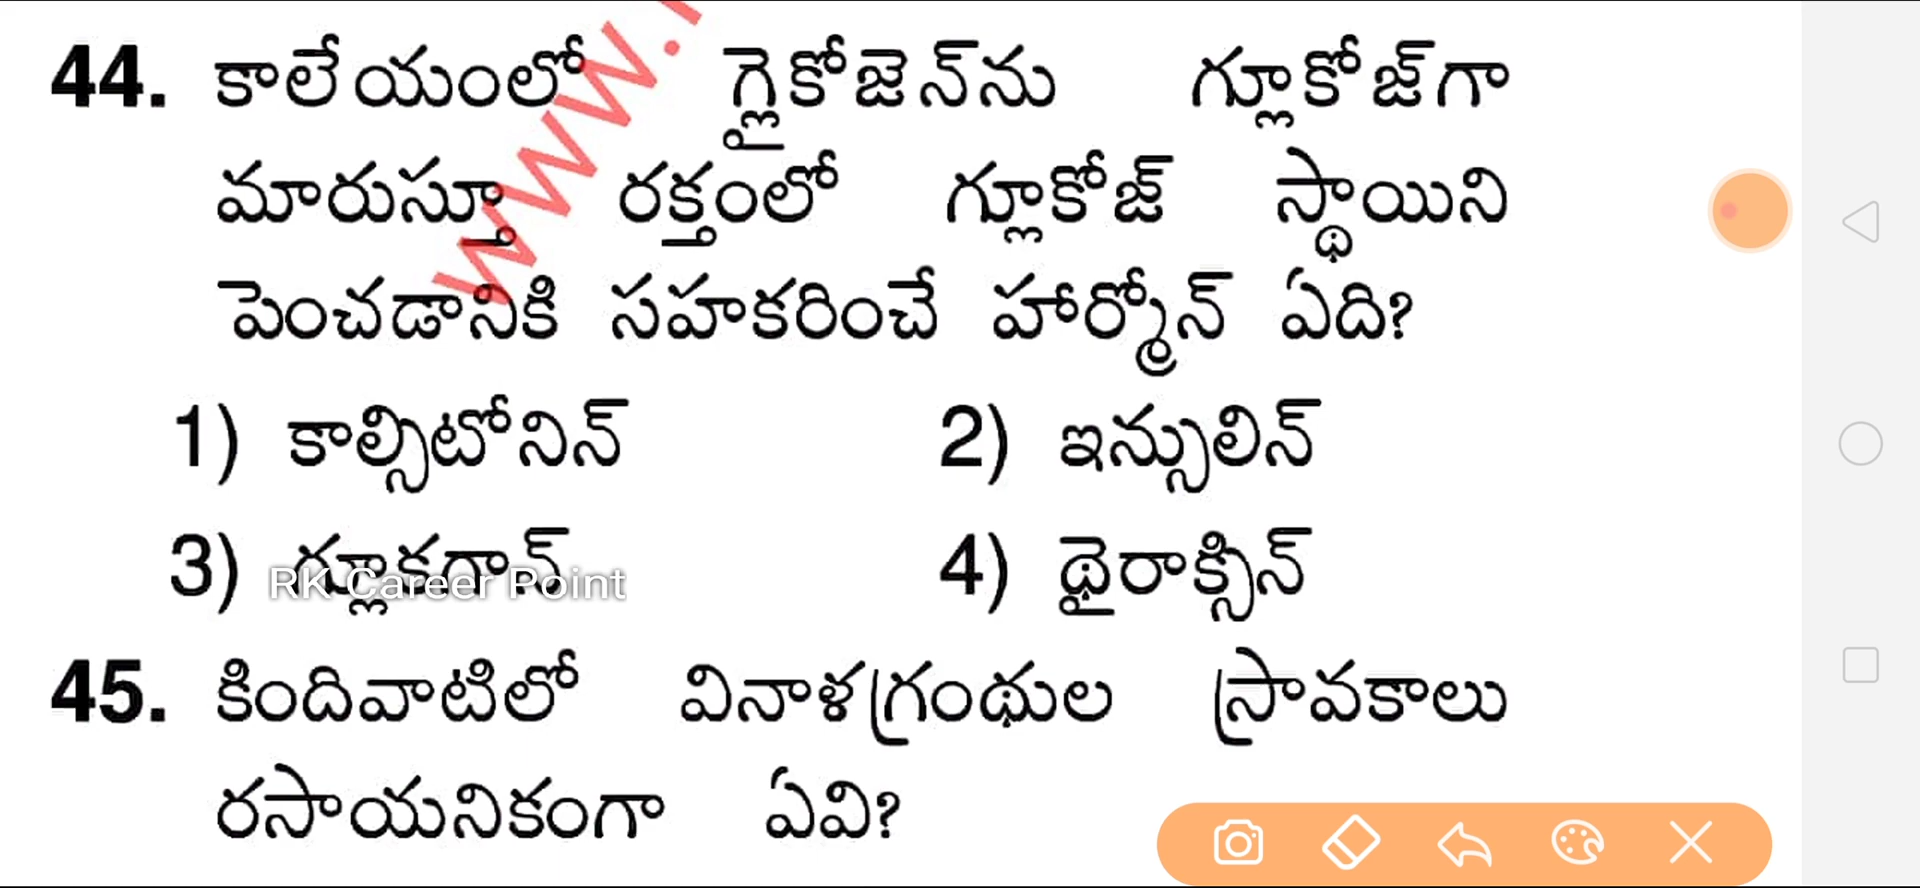 44. కాలేయంలో గ్లైకోజెన్‌ను గ్లూకోజ్‌గా
మారుస్తూ రక్తంలో గ్లూకోజ్ స్థాయిని
పెంచడానికి సహకరించే హార్మోన్ ఏది?
1) కాల్సిటోనిన్ 2) ఇన్సులిన్
3) గ్లూకగాన్ 4) థైరాక్సిన్
RK Career Point
45. కిందివాటిలో వినాళగ్రంథుల స్రావకాలు
రసాయనికంగా ఏవి?
www.